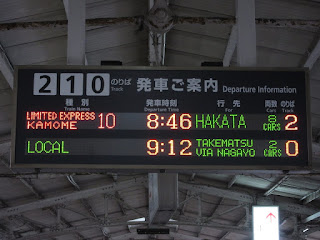 2 1 0 のりば Track 発車ご案内 Departure Information
種別 Train Name 発車時刻 Departure Time 行先 For 両数 Cars のりば Track
LIMITED EXPRESS KAMOME 10 8:46 HAKATA 8 CARS 2
LOCAL 9:12 TAKEMATSU VIA NAGAYO 2 CARS 0